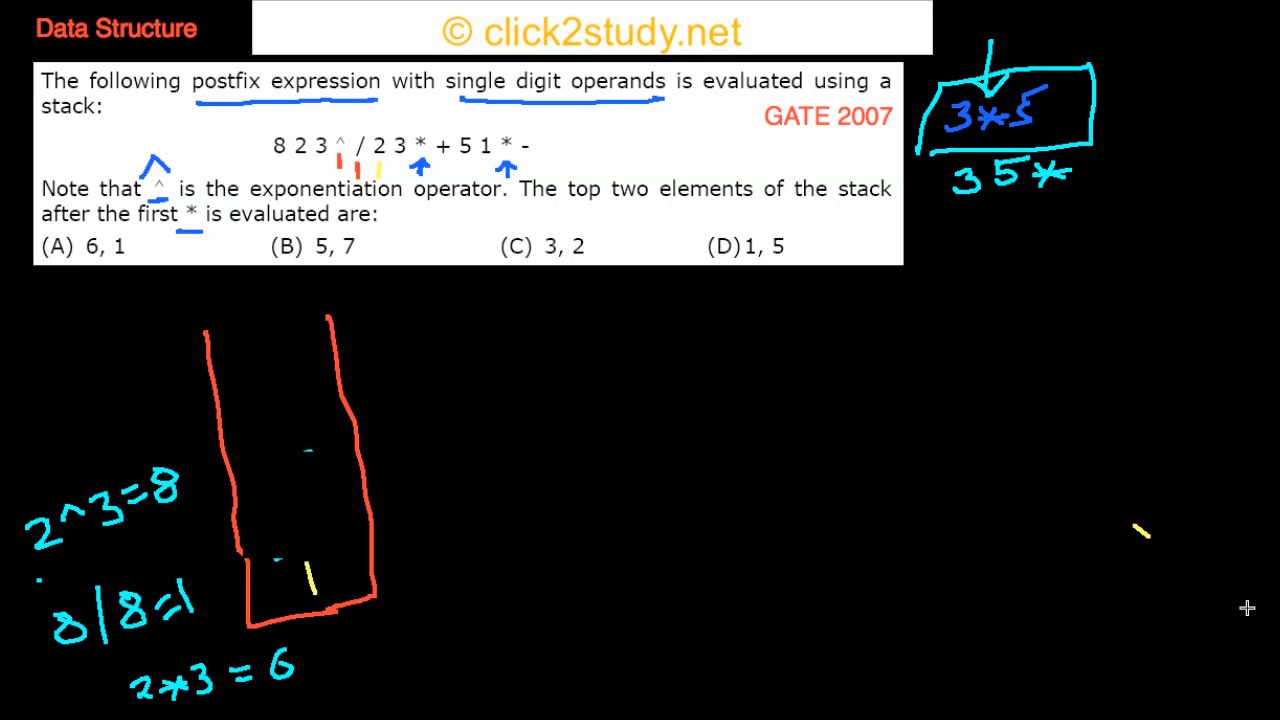 Data Structure
© click2study.net
The following postfix expression with single digit operands is evaluated using a
stack:
GATE 2007
8 2 3 ^ / 2 3 * + 5 1 * -
^
Note that ^ is the exponentiation operator. The top two elements of the stack
after the first * is evaluated are:
(A) 6, 1 (B) 5, 7 (C) 3, 2 (D) 1, 5
3*5
35*
2^3=8
8/8=1
2*3=6
1